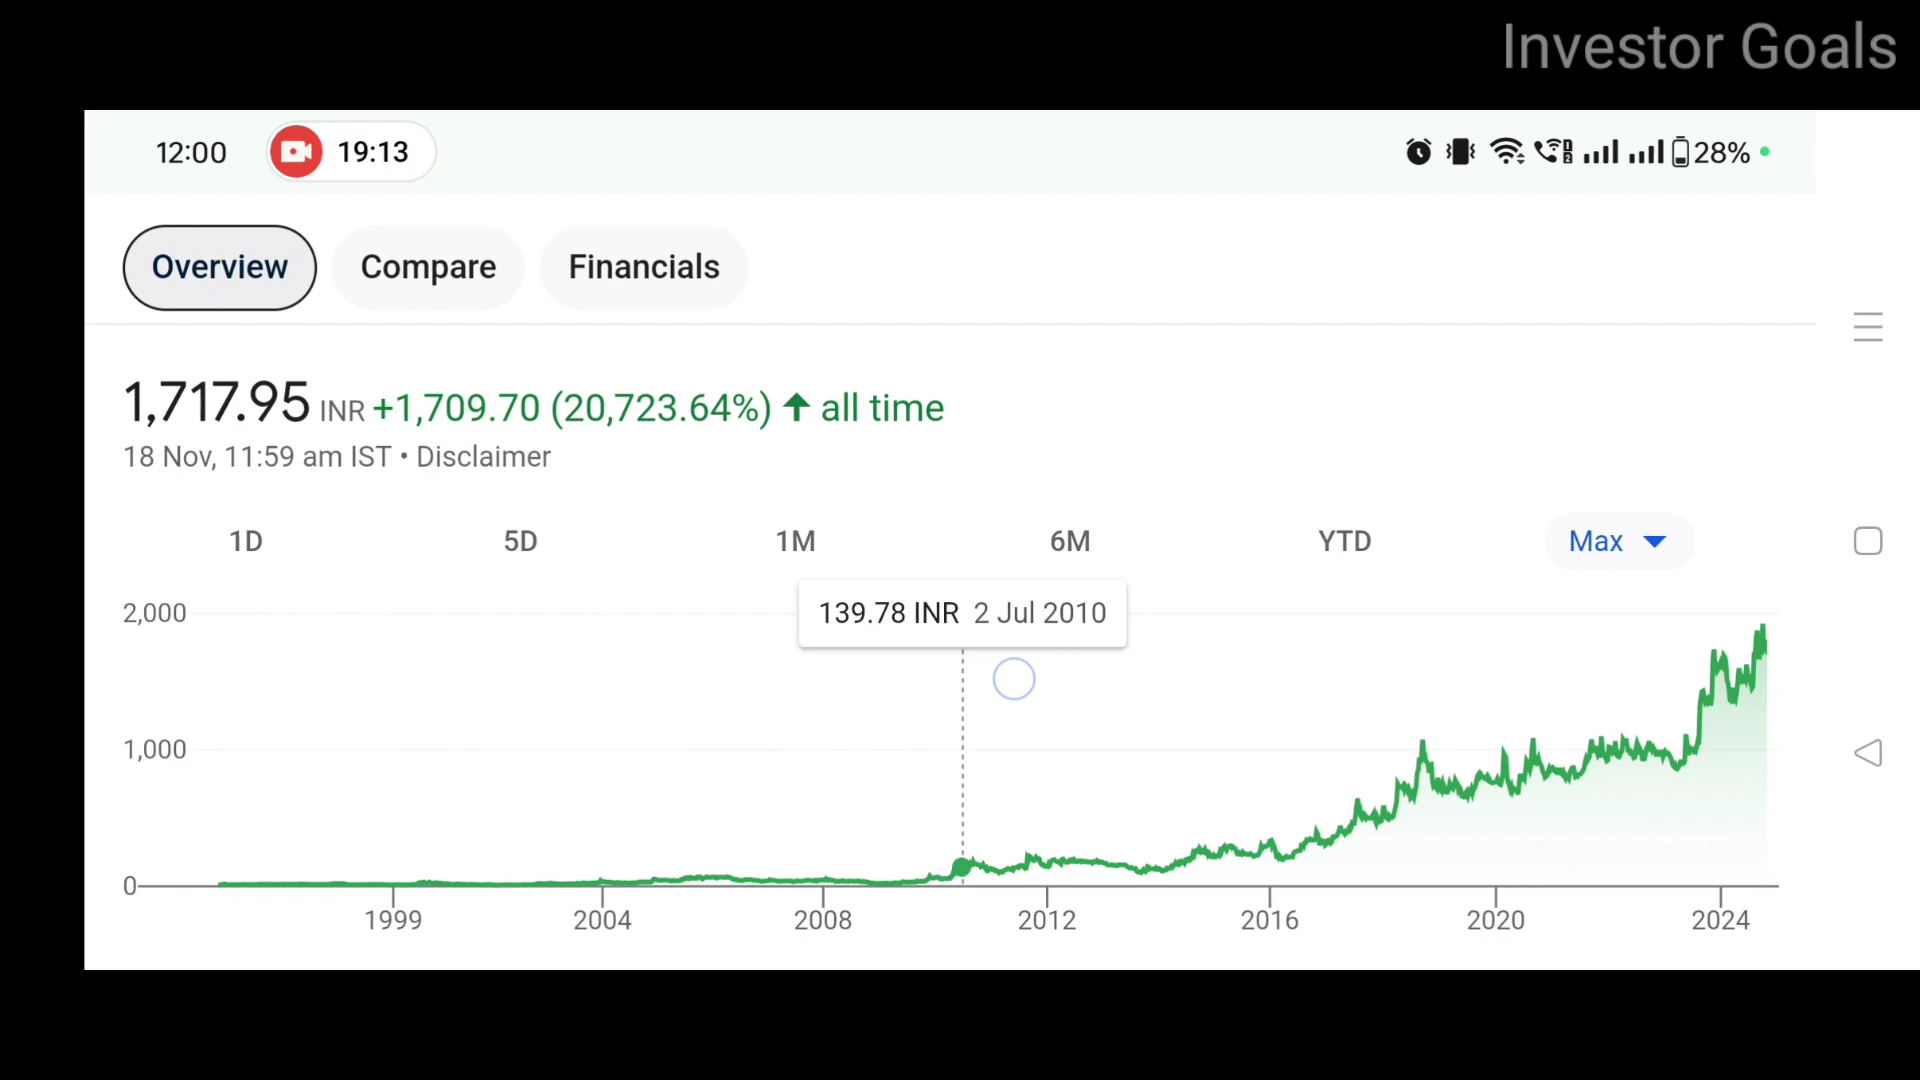 Investor Goals
12:00 19:13 28%
Overview Compare Financials
1,717.95 INR +1,709.70 (20,723.64%) ↑ all time
18 Nov, 11:59 am IST • Disclaimer
1D 5D 1M 6M YTD Max
139.78 INR 2 Jul 2010
2,000
1,000
0
1999 2004 2008 2012 2016 2020 2024